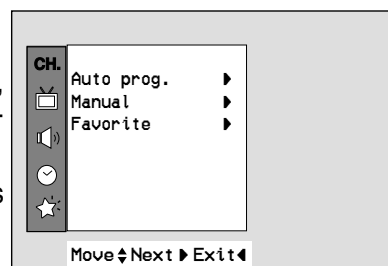 CH.
Auto prog. ▶
Manual ▶
Favorite ▶
Move ▲▼ Next ▶ Exit ◀